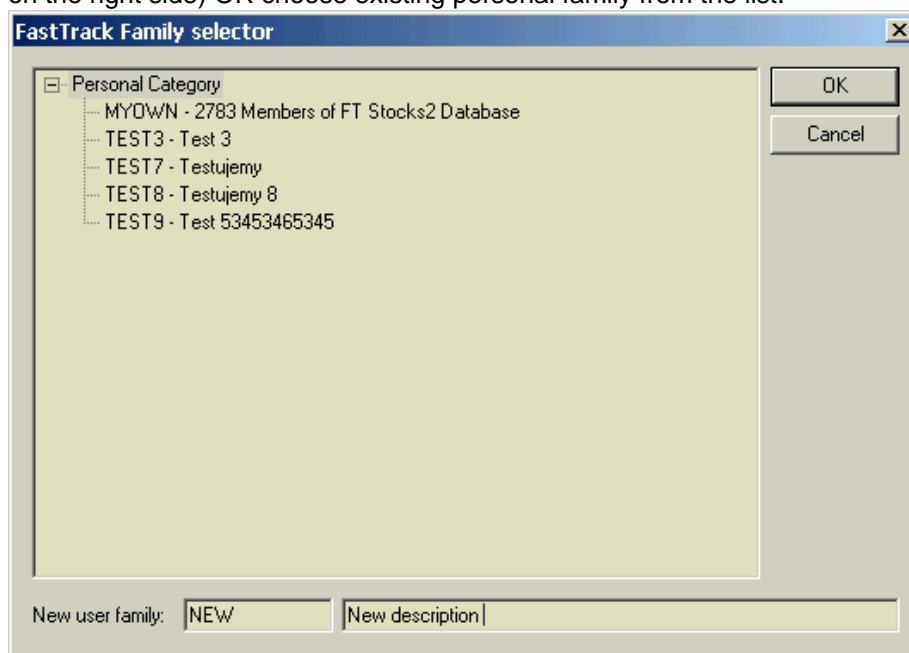 on the right side) OR choose existing personal family from the list.
FastTrack Family selector
Personal Category
MYOWN - 2783 Members of FT Stocks2 Database
TEST3 - Test 3
TEST7 - Testujemy
TEST8 - Testujemy 8
TEST9 - Test 53453465345
OK
Cancel
New user family: NEW New description